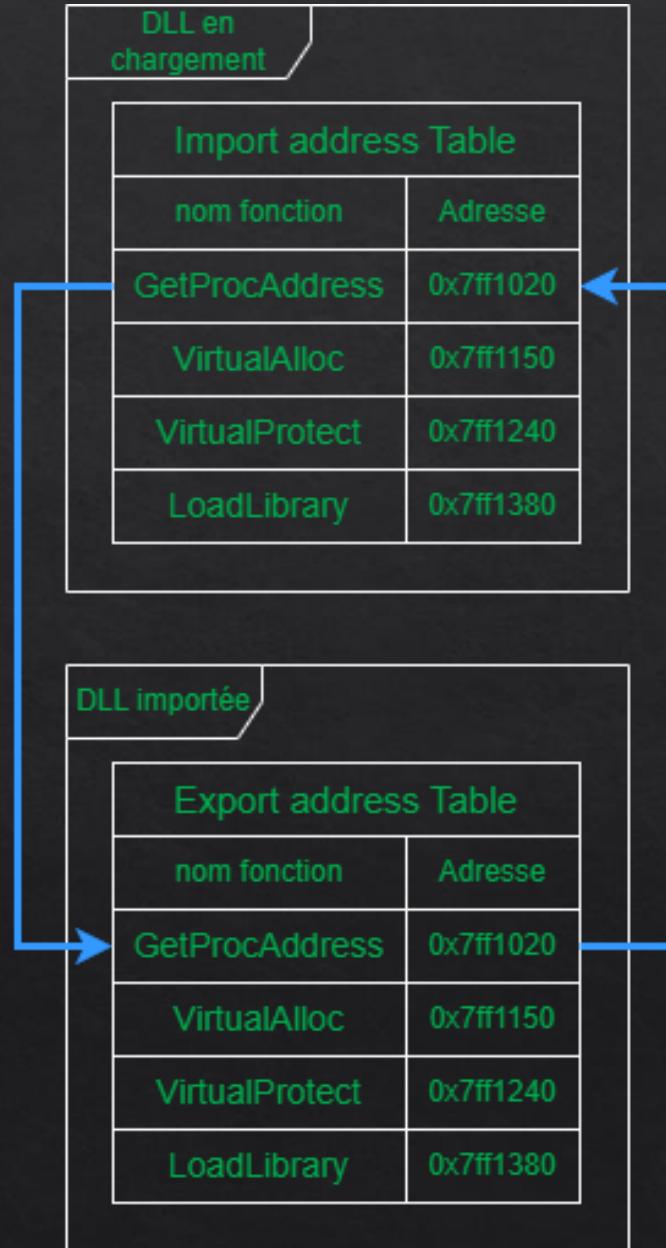 DLL en
chargement
Import address Table
nom fonction Adresse
GetProcAddress 0x7ff1020
VirtualAlloc 0x7ff1150
VirtualProtect 0x7ff1240
LoadLibrary 0x7ff1380
DLL importée
Export address Table
nom fonction Adresse
GetProcAddress 0x7ff1020
VirtualAlloc 0x7ff1150
VirtualProtect 0x7ff1240
LoadLibrary 0x7ff1380